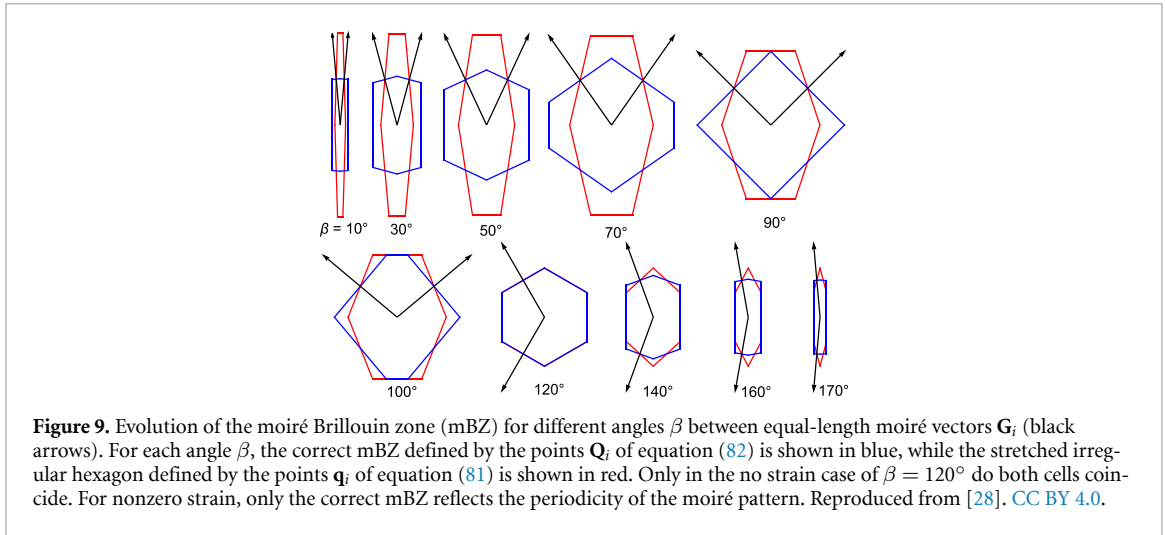 β = 10°
30°
50°
70°
90°
100°
120°
140°
160°
170°
Figure 9. Evolution of the moiré Brillouin zone (mBZ) for different angles β between equal-length moiré vectors Gᵢ (black
arrows). For each angle β, the correct mBZ defined by the points Qᵢ of equation (82) is shown in blue, while the stretched irreg-
ular hexagon defined by the points qᵢ of equation (81) is shown in red. Only in the no strain case of β = 120° do both cells coin-
cide. For nonzero strain, only the correct mBZ reflects the periodicity of the moiré pattern. Reproduced from [28]. CC BY 4.0.